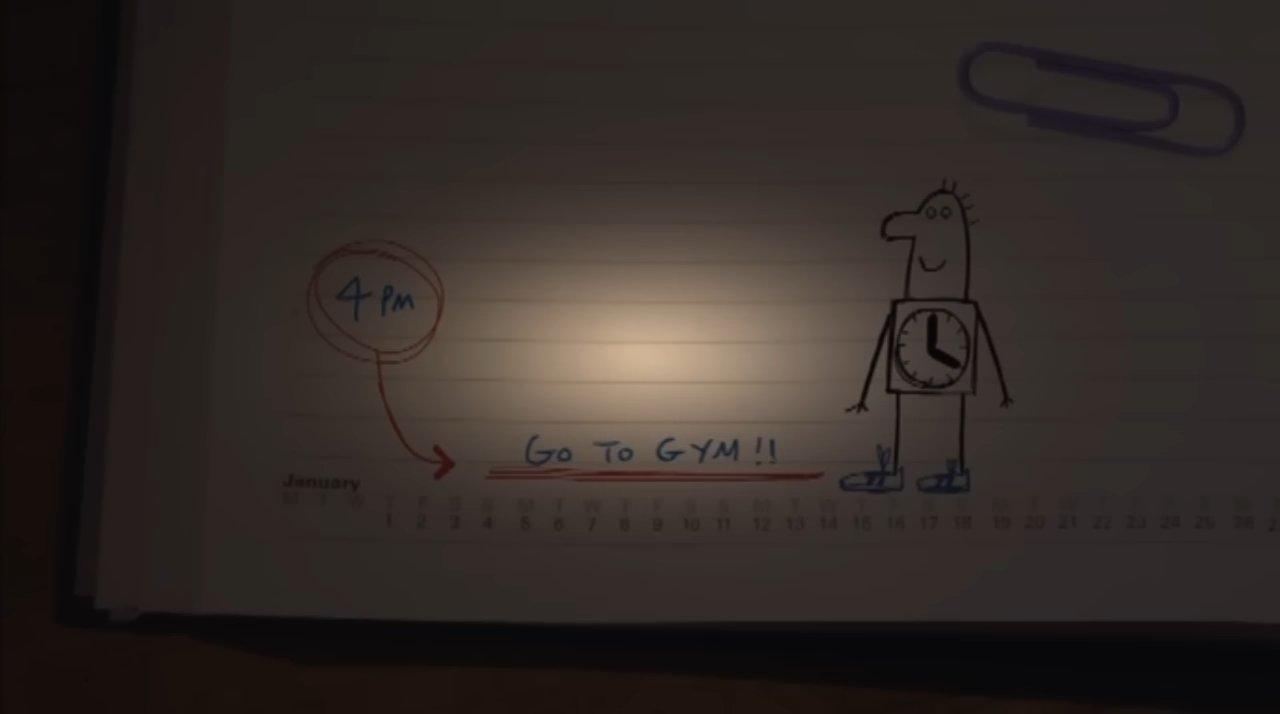 4 PM
GO TO GYM!!
January
M T W T F S S M T W T F S S M T W T F S S
1 2 3 4 5 6 7 8 9 10 11 12 13 14 15 16 17 18 19 20 21 22 23 24 25 26